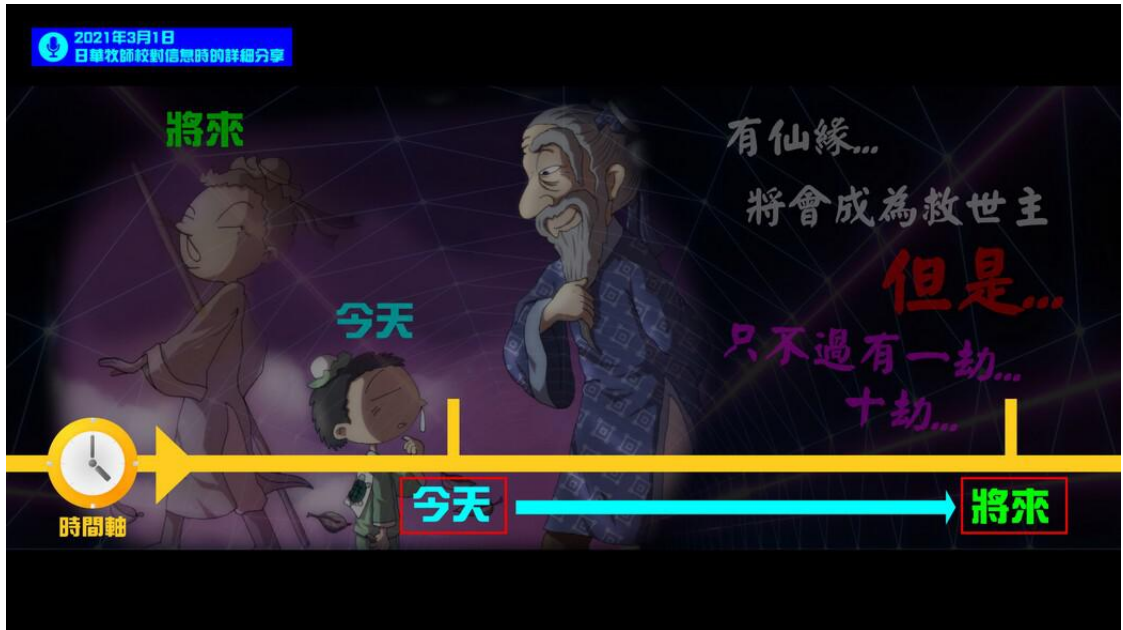 2021年3月1日
日華牧師校對信息時的詳細分享
將來
今天
有仙緣...
將會成為救世主
但是...
只不過有一劫...
十劫...
時間軸
今天
將來